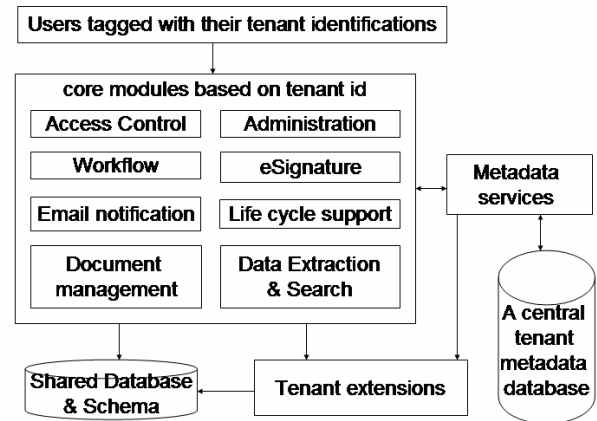 Users tagged with their tenant identifications
core modules based on tenant id
Access Control
Administration
Workflow
eSignature
Email notification
Life cycle support
Document
management
Data Extraction
& Search
Metadata
services
A central
tenant
metadata
database
Shared Database
& Schema
Tenant extensions